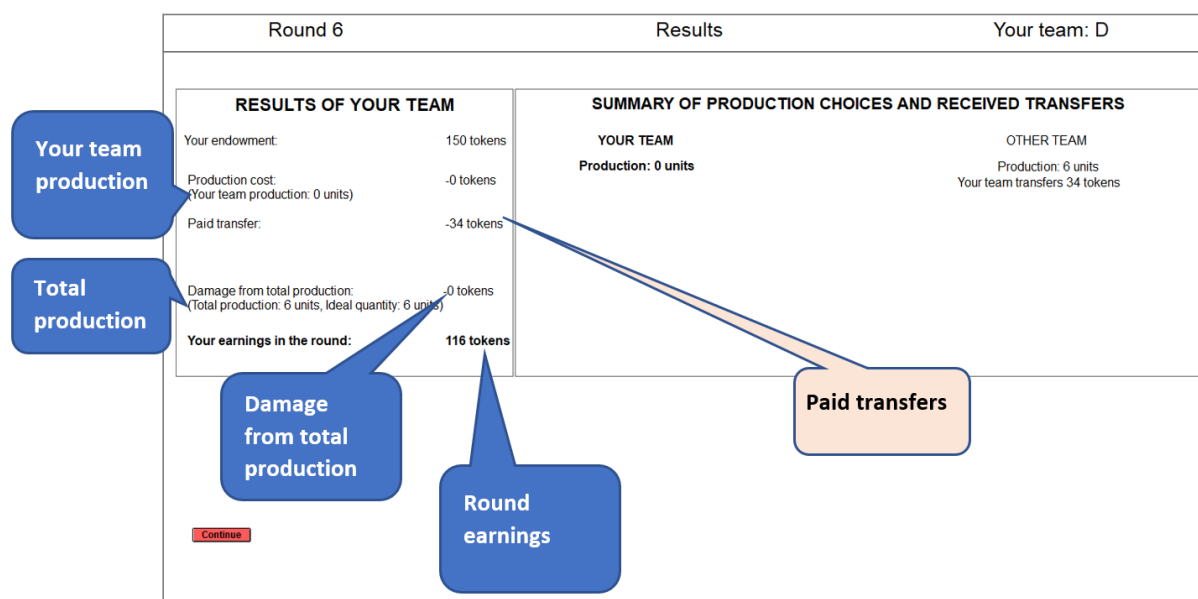 Round 6
Results
Your team: D
RESULTS OF YOUR TEAM
Your endowment: 150 tokens
Production cost: -0 tokens
(Your team production: 0 units)
Paid transfer: -34 tokens
Damage from total production: -0 tokens
(Total production: 6 units, Ideal quantity: 6 units)
Your earnings in the round: 116 tokens
SUMMARY OF PRODUCTION CHOICES AND RECEIVED TRANSFERS
YOUR TEAM
Production: 0 units
OTHER TEAM
Production: 6 units
Your team transfers 34 tokens
Your team
production
Total
production
Damage
from total
production
Round
earnings
Paid transfers
Continue